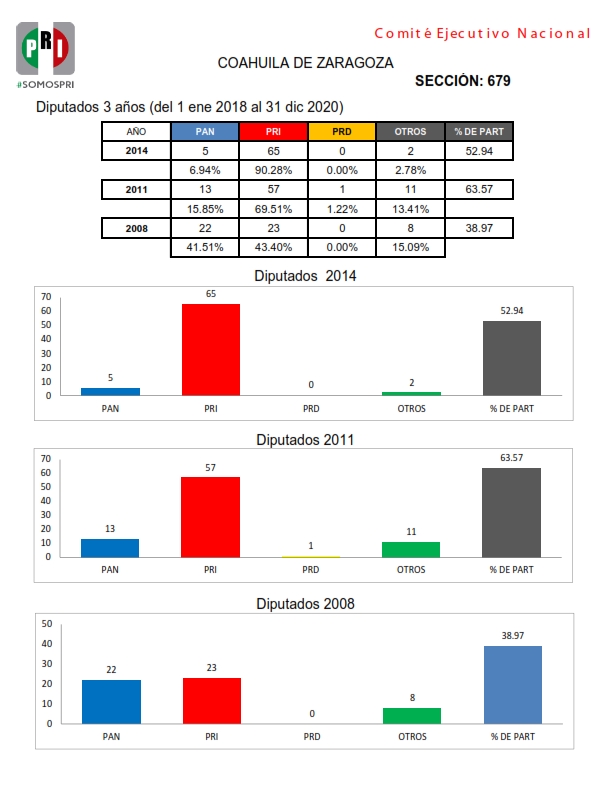 Comité Ejecutivo Nacional
PRI
#SOMOSPRI
COAHUILA DE ZARAGOZA
SECCIÓN: 679
Diputados 3 años (del 1 ene 2018 al 31 dic 2020)
AÑO PAN PRI PRD OTROS % DE PART
2014 5 65 0 2 52.94
6.94% 90.28% 0.00% 2.78%
2011 13 57 1 11 63.57
15.85% 69.51% 1.22% 13.41%
2008 22 23 0 8 38.97
41.51% 43.40% 0.00% 15.09%
Diputados 2014
70
60
50
40
30
20
10
0
5 65 0 2 52.94
PAN PRI PRD OTROS % DE PART
Diputados 2011
70
60
50
40
30
20
10
0
13 57 1 11 63.57
PAN PRI PRD OTROS % DE PART
Diputados 2008
50
40
30
20
10
0
22 23 0 8 38.97
PAN PRI PRD OTROS % DE PART